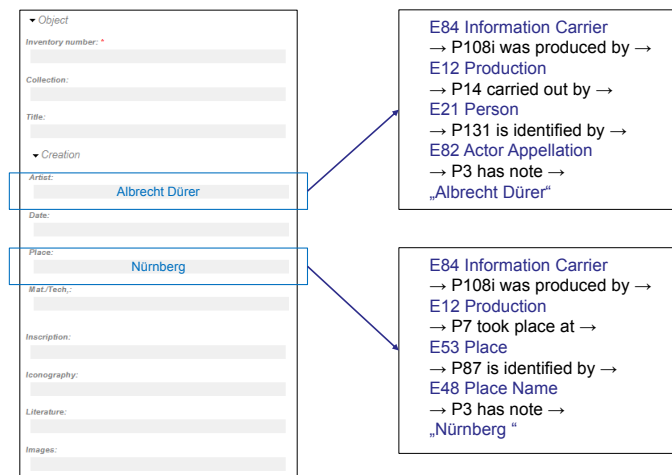 Object
Inventory number: *
Collection:
Title:
Creation
Artist:
Albrecht Dürer
Date:
Place:
Nürnberg
Mat./Tech,:
Inscription:
Iconography:
Literature:
Images:
E84 Information Carrier
→ P108i was produced by →
E12 Production
→ P14 carried out by →
E21 Person
→ P131 is identified by →
E82 Actor Appellation
→ P3 has note →
„Albrecht Dürer“
E84 Information Carrier
→ P108i was produced by →
E12 Production
→ P7 took place at →
E53 Place
→ P87 is identified by →
E48 Place Name
→ P3 has note →
„Nürnberg “